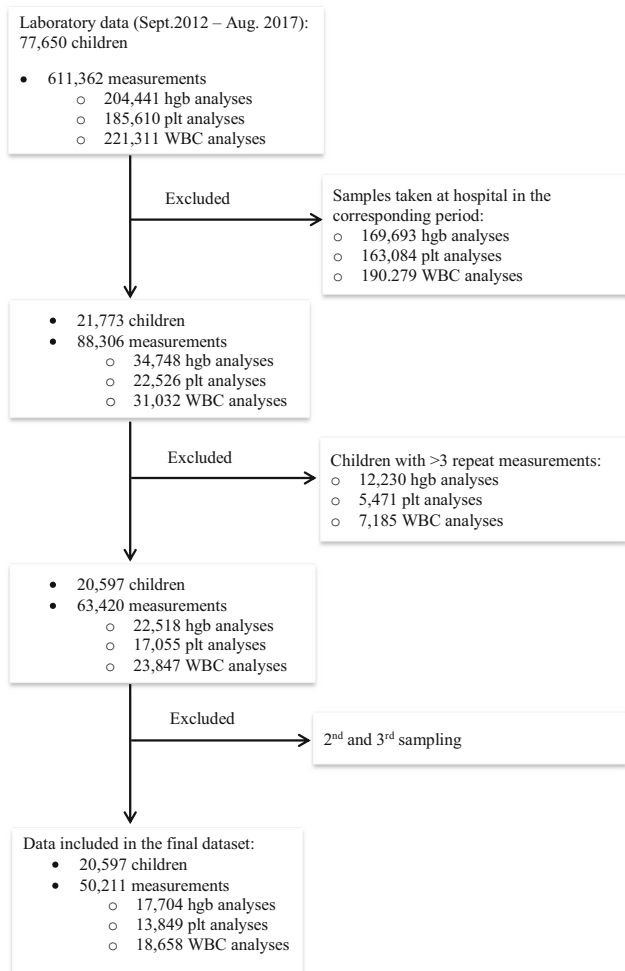 Laboratory data (Sept.2012 – Aug. 2017):
77,650 children
• 611,362 measurements
o 204,441 hgb analyses
o 185,610 plt analyses
o 221,311 WBC analyses
Excluded
Samples taken at hospital in the
corresponding period:
o 169,693 hgb analyses
o 163,084 plt analyses
o 190.279 WBC analyses
• 21,773 children
• 88,306 measurements
o 34,748 hgb analyses
o 22,526 plt analyses
o 31,032 WBC analyses
Excluded
Children with >3 repeat measurements:
o 12,230 hgb analyses
o 5,471 plt analyses
o 7,185 WBC analyses
• 20,597 children
• 63,420 measurements
o 22,518 hgb analyses
o 17,055 plt analyses
o 23,847 WBC analyses
Excluded
2nd and 3rd sampling
Data included in the final dataset:
• 20,597 children
• 50,211 measurements
o 17,704 hgb analyses
o 13,849 plt analyses
o 18,658 WBC analyses